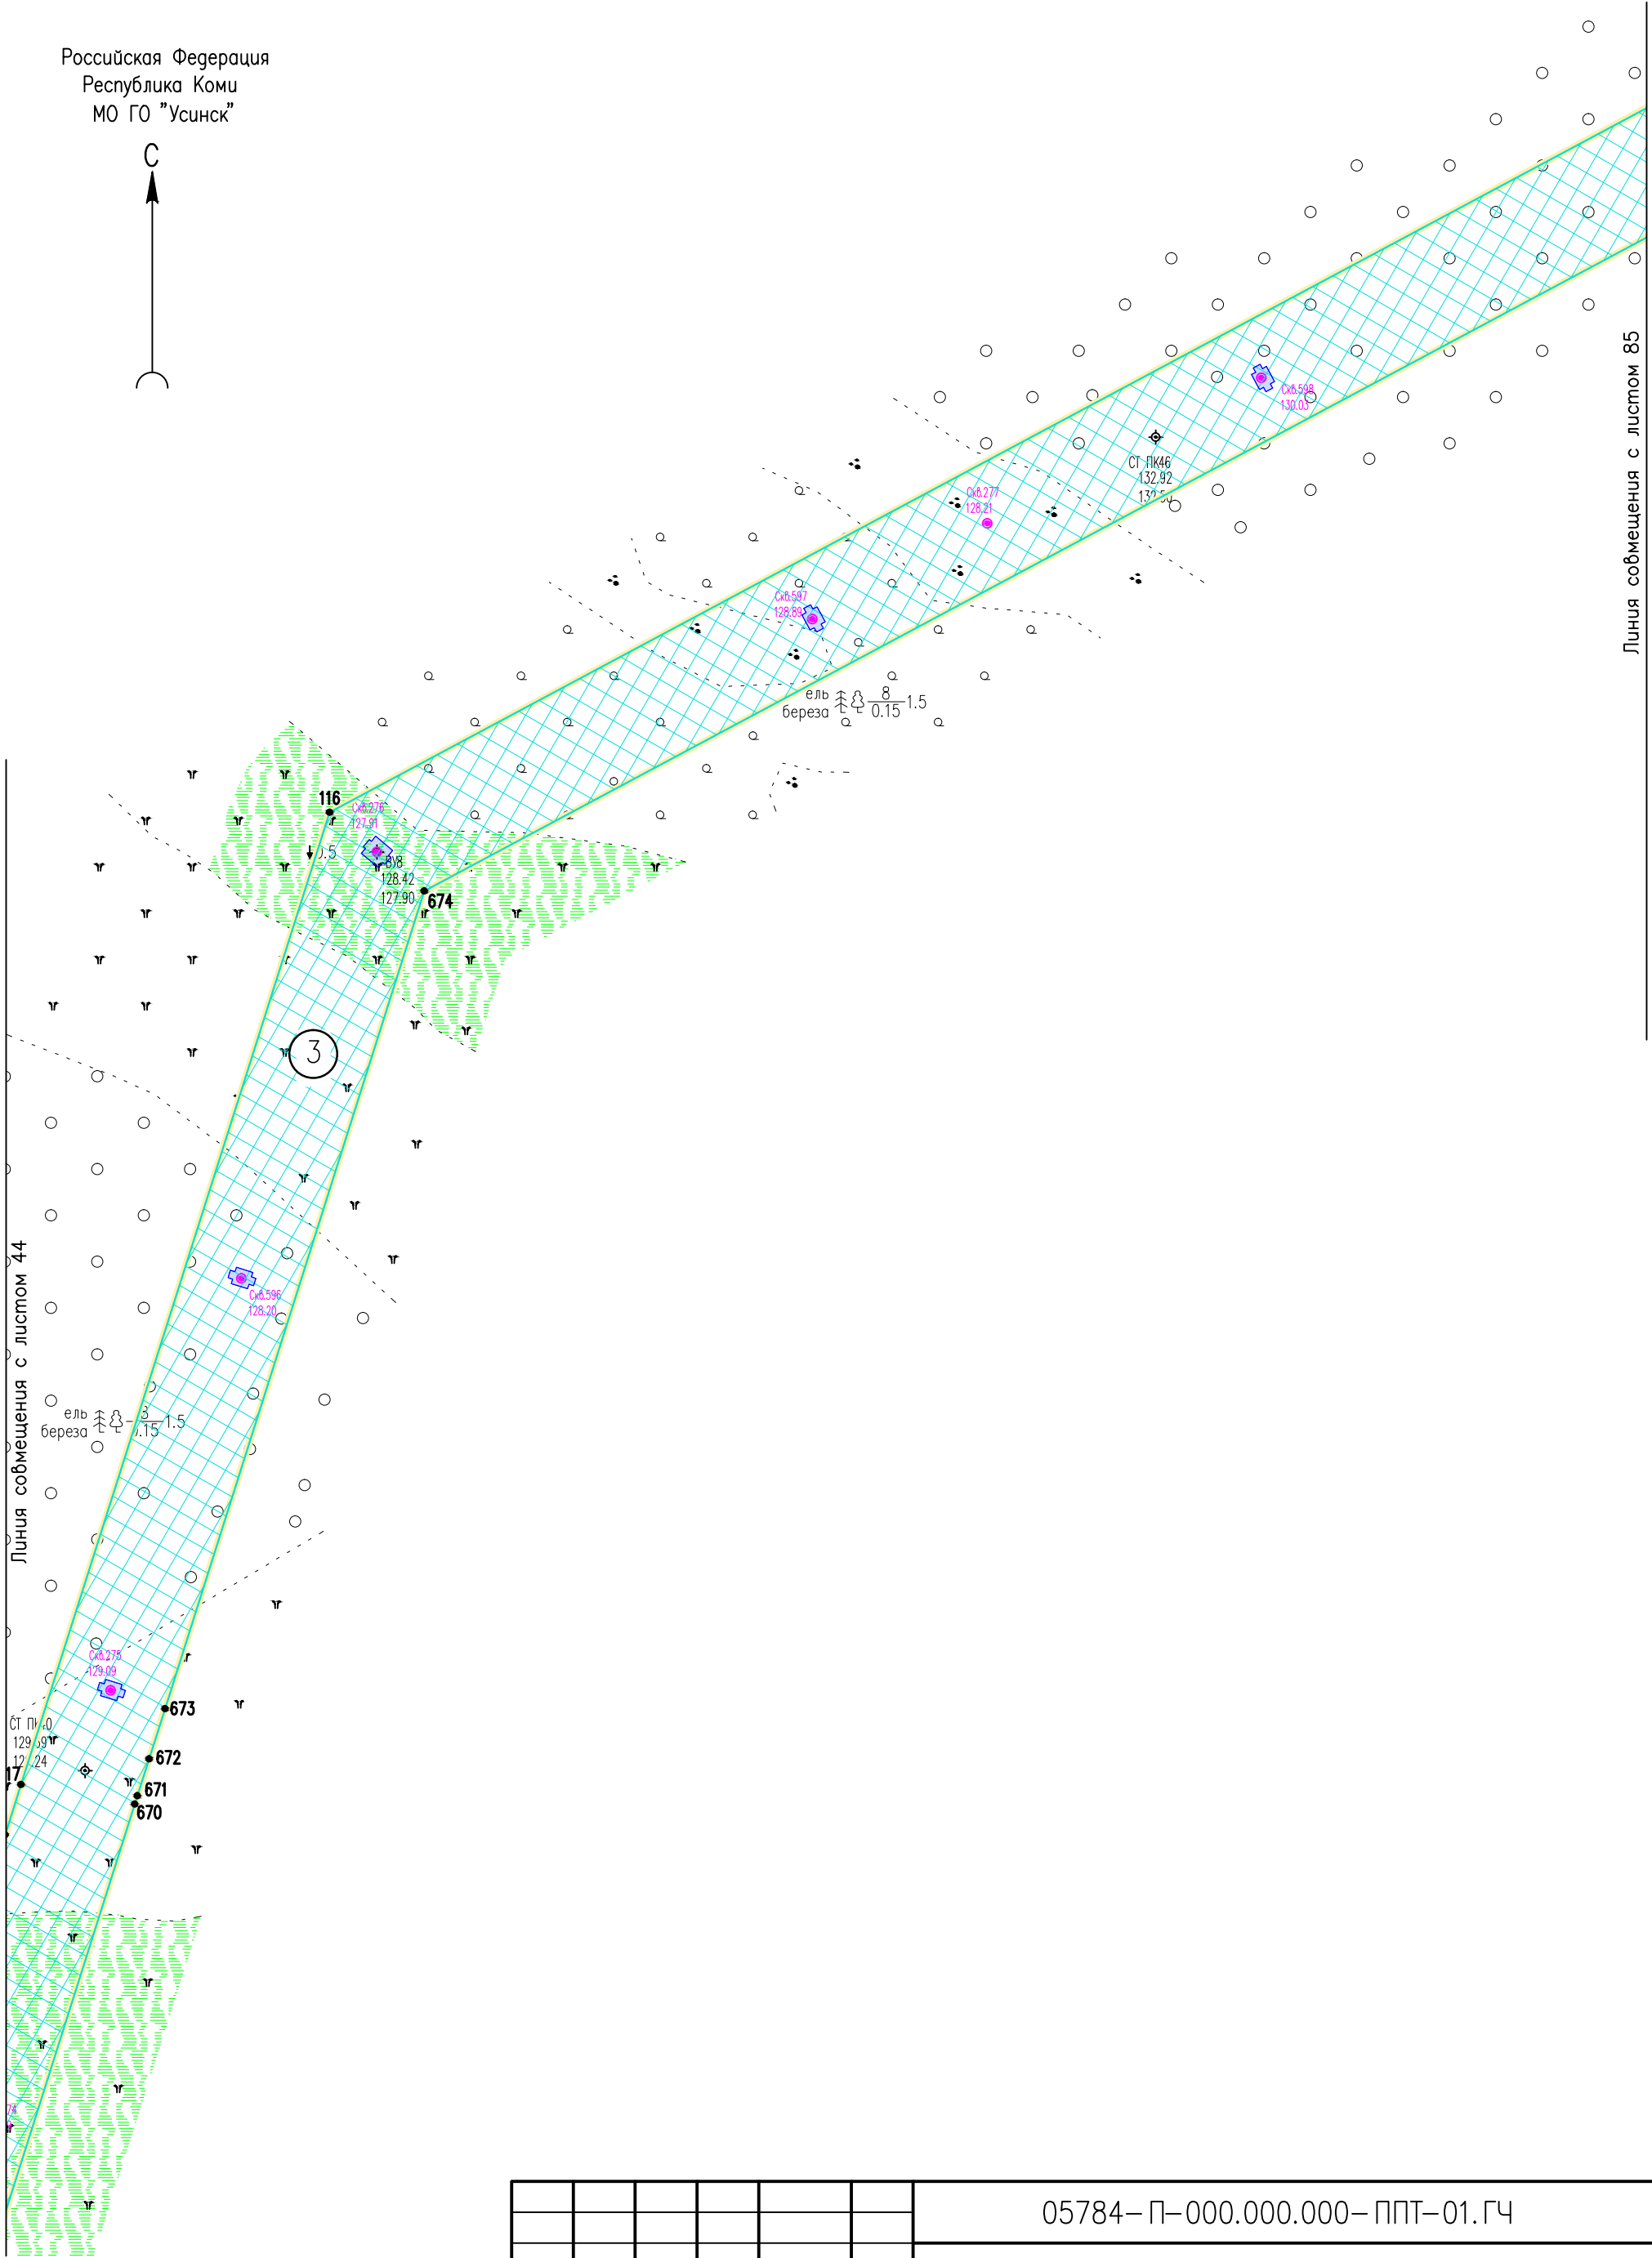 Российская Федерация
Республика Коми
МО ГО "Усинск"
С
Линия совмещения с листом 85
Скв.598
130.03
СТ ПК46
132.92
132.50
Скв.277
128.21
Скв.597
128.89
ель 8
береза 0.15 1.5
116
Скв.276
127.91
ВУ8
128.42
127.90
674
3
Скв.596
128.20
Линия совмещения с листом 44
ель
береза 1.5
Скв.275
129.09
673
672
671
670
05784-П-000.000.000-ППТ-01.ГЧ